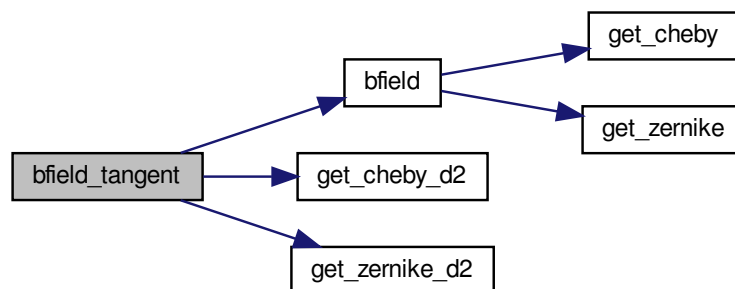 get_cheby
bfield
get_zernike
bfield_tangent
get_cheby_d2
get_zernike_d2